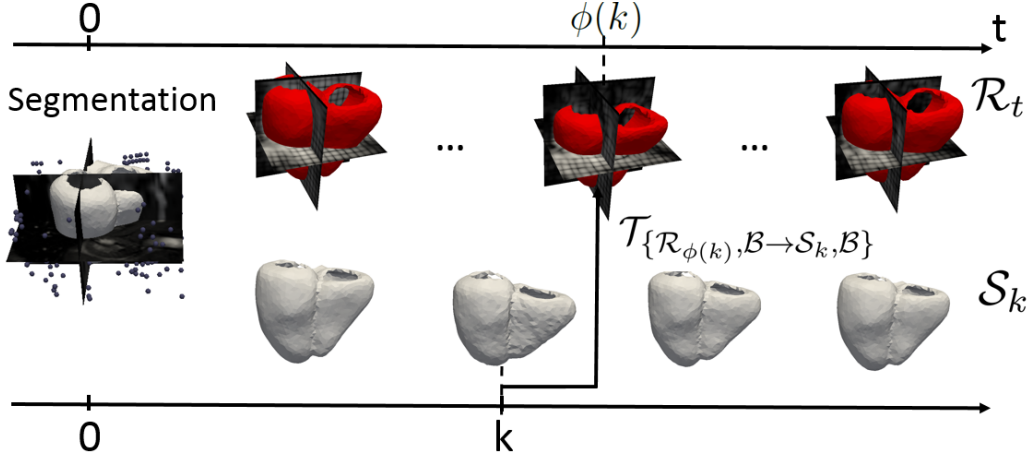 0 ϕ(k) t
Segmentation
ℛ_t
... ...
𝒯_{ℛ_ϕ(k),ℬ→𝒮_k,ℬ}
𝒮_k
0 k